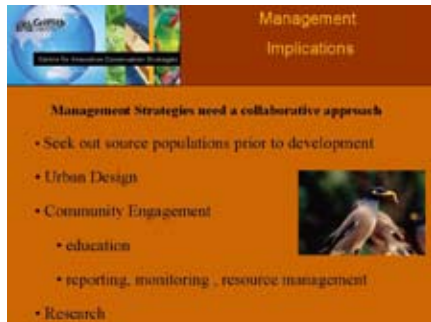 Griffith
Management
Implications
Centre for Innovative Conservation Strategies
Management Strategies need a collaborative approach
• Seek out source populations prior to development
• Urban Design
• Community Engagement
• education
• reporting, monitoring , resource management
• Research